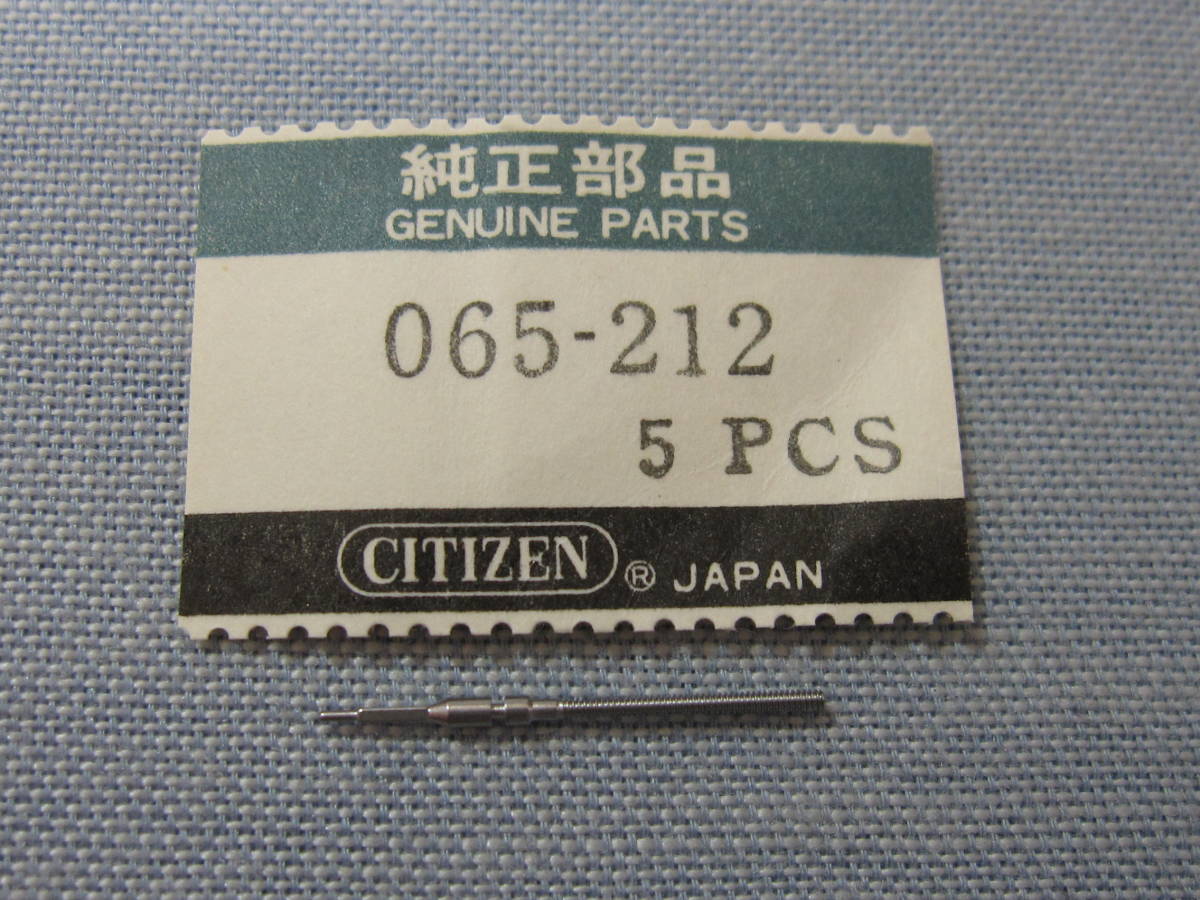 純正部品
GENUINE PARTS
065-212
5 PCS
CITIZEN ® JAPAN